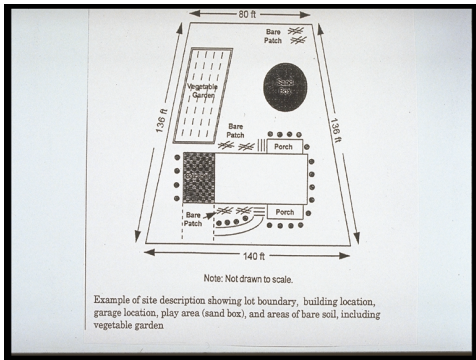 80 ft
Bare
Patch
Vegetable
Garden
Sand
Box
136 ft
136 ft
Bare
Patch
Porch
Porch
Bare
Patch
140 ft
Note: Not drawn to scale.
Example of site description showing lot boundary, building location,
garage location, play area (sand box), and areas of bare soil, including
vegetable garden